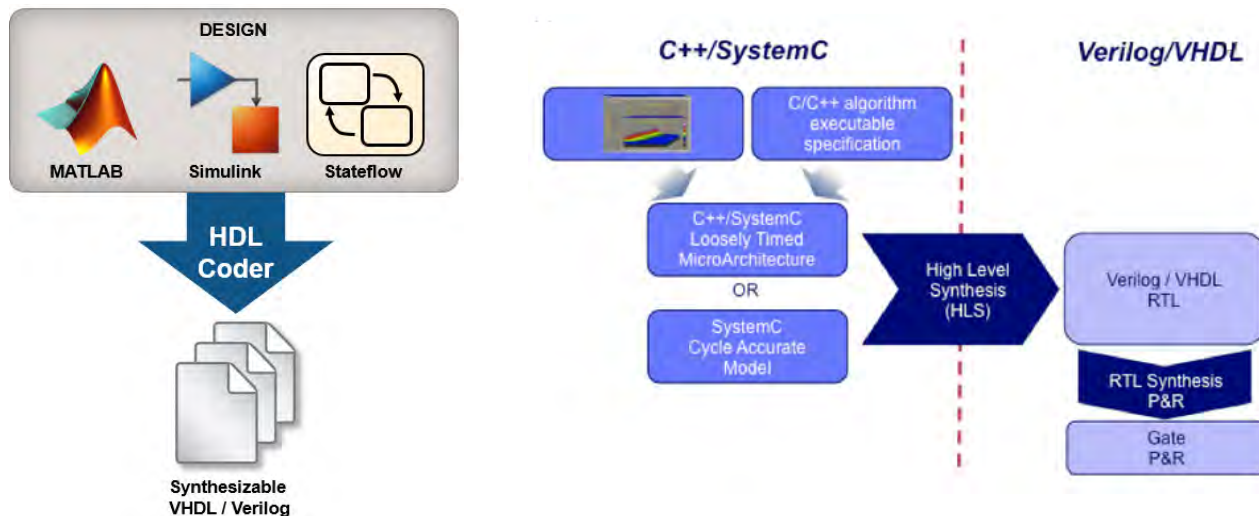 DESIGN
MATLAB
Simulink
Stateflow
HDL
Coder
Synthesizable
VHDL / Verilog
C++/SystemC
Verilog/VHDL
C/C++ algorithm
executable
specification
C++/SystemC
Loosely Timed
MicroArchitecture
OR
SystemC
Cycle Accurate
Model
High Level
Synthesis
(HLS)
Verilog / VHDL
RTL
RTL Synthesis
P&R
Gate
P&R